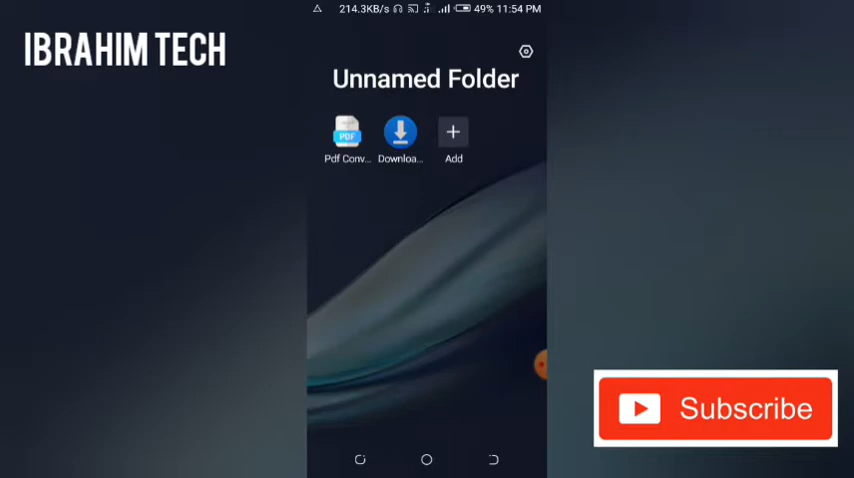 214.3KB/s 49% 11:54 PM
IBRAHIM TECH
Unnamed Folder
PDF
Pdf Conv... Downloa... Add
Subscribe